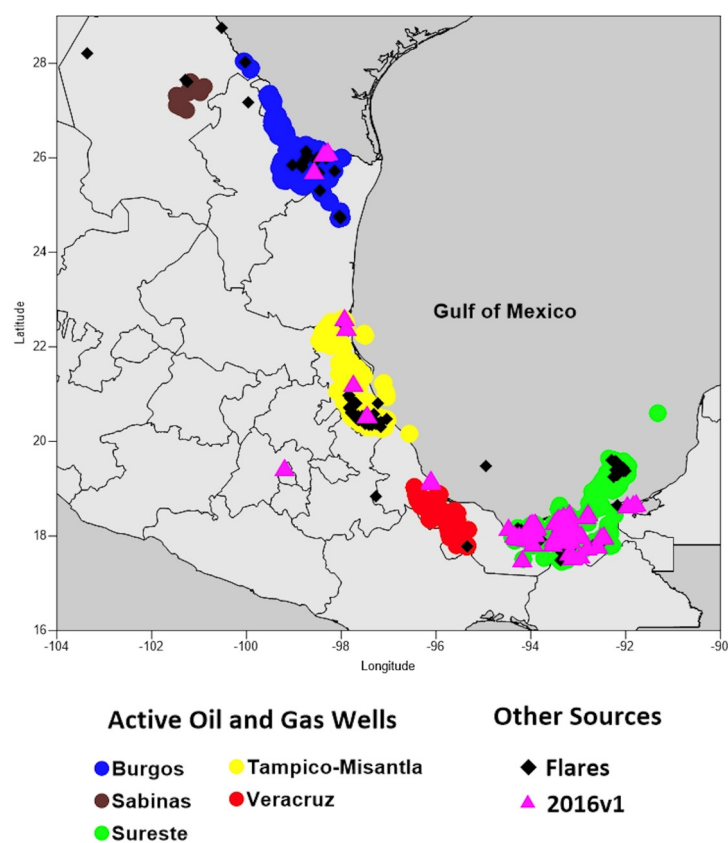 28
26
24
22
20
18
16
Latitude
Gulf of Mexico
-104
-102
-100
-98
-96
-94
-92
-90
Longitude
Active Oil and Gas Wells
Burgos
Sabinas
Sureste
Tampico-Misantla
Veracruz
Other Sources
Flares
2016v1